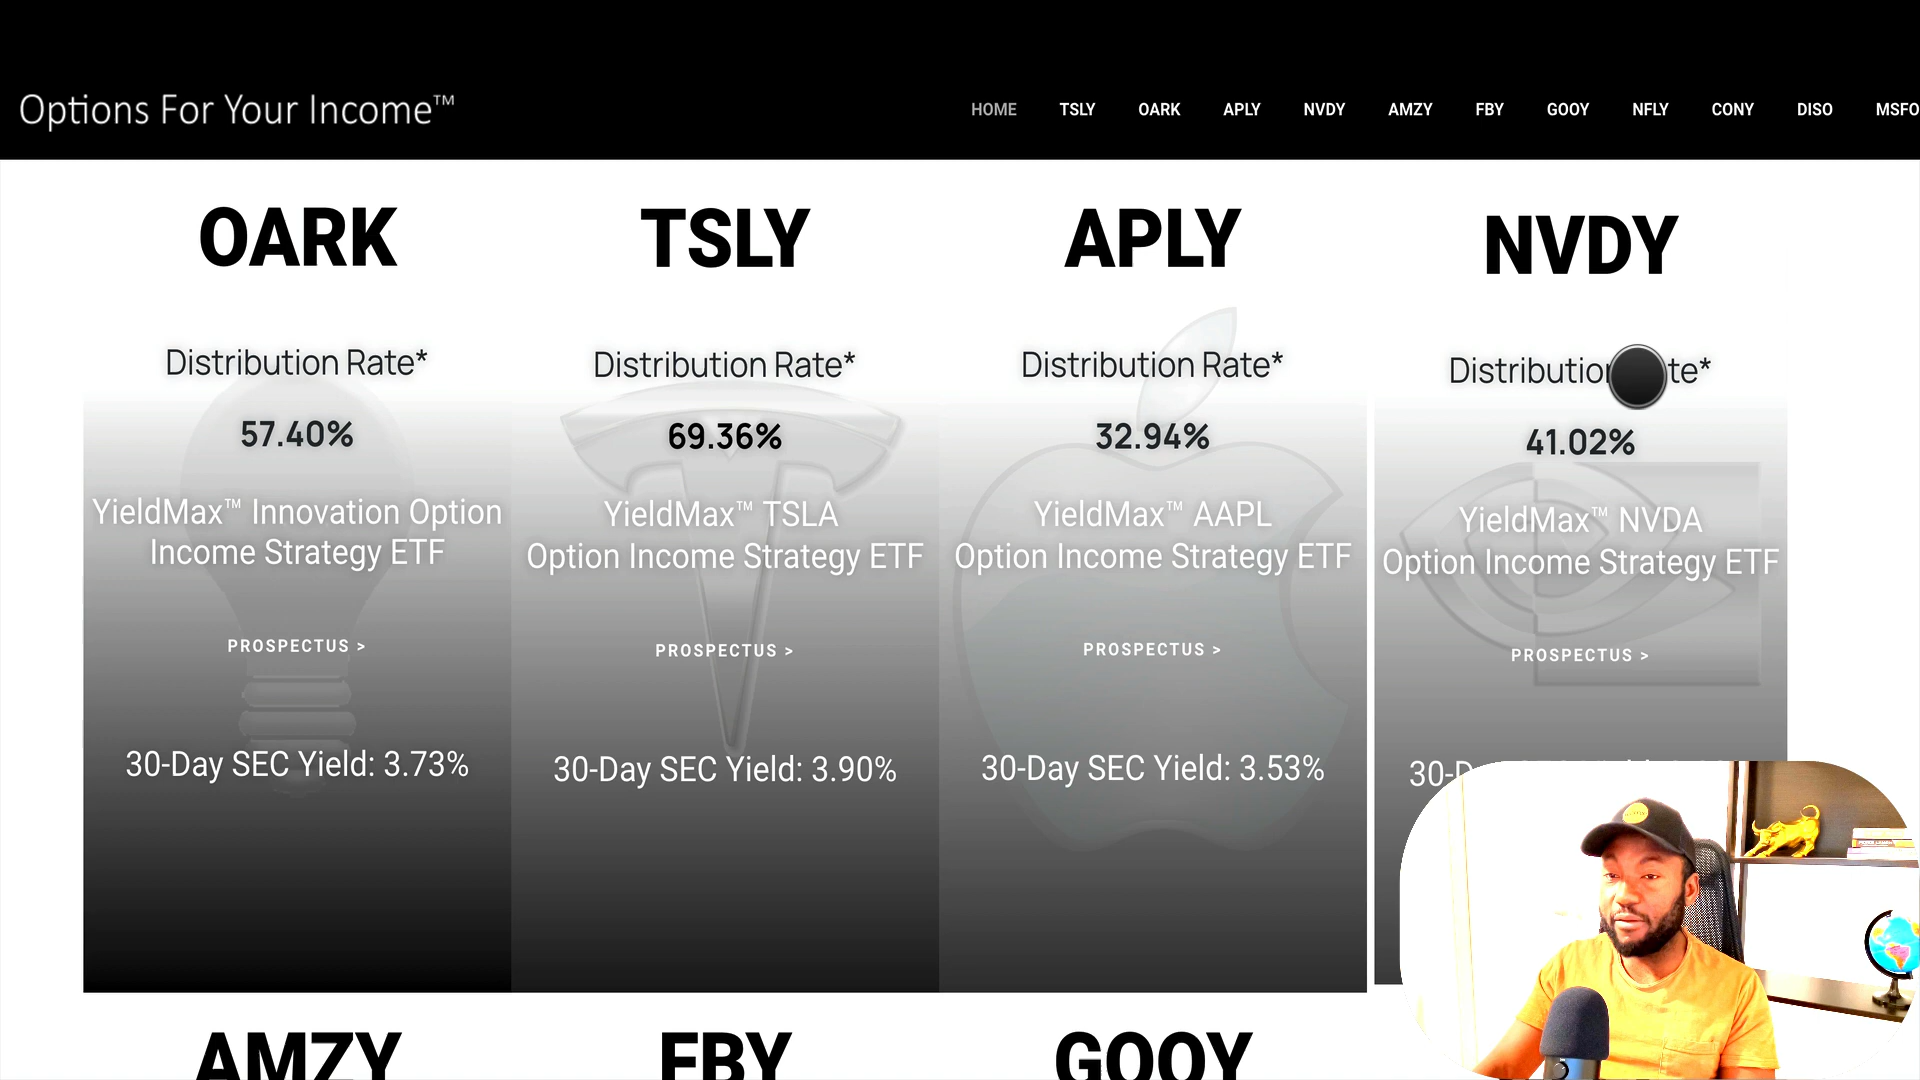 Options For Your Income™
HOME TSLY OARK APLY NVDY AMZY FBY GOOY NFLY CONY DISO MSFO
OARK
Distribution Rate*
57.40%
YieldMax™ Innovation Option
Income Strategy ETF
PROSPECTUS >
30-Day SEC Yield: 3.73%
TSLY
Distribution Rate*
69.36%
YieldMax™ TSLA
Option Income Strategy ETF
PROSPECTUS >
30-Day SEC Yield: 3.90%
APLY
Distribution Rate*
32.94%
YieldMax™ AAPL
Option Income Strategy ETF
PROSPECTUS >
30-Day SEC Yield: 3.53%
NVDY
Distribution
41.02%
YieldMax™ NVDA
Option Income Strategy ETF
PROSPECTUS >
AMZY
FBY
GOOY